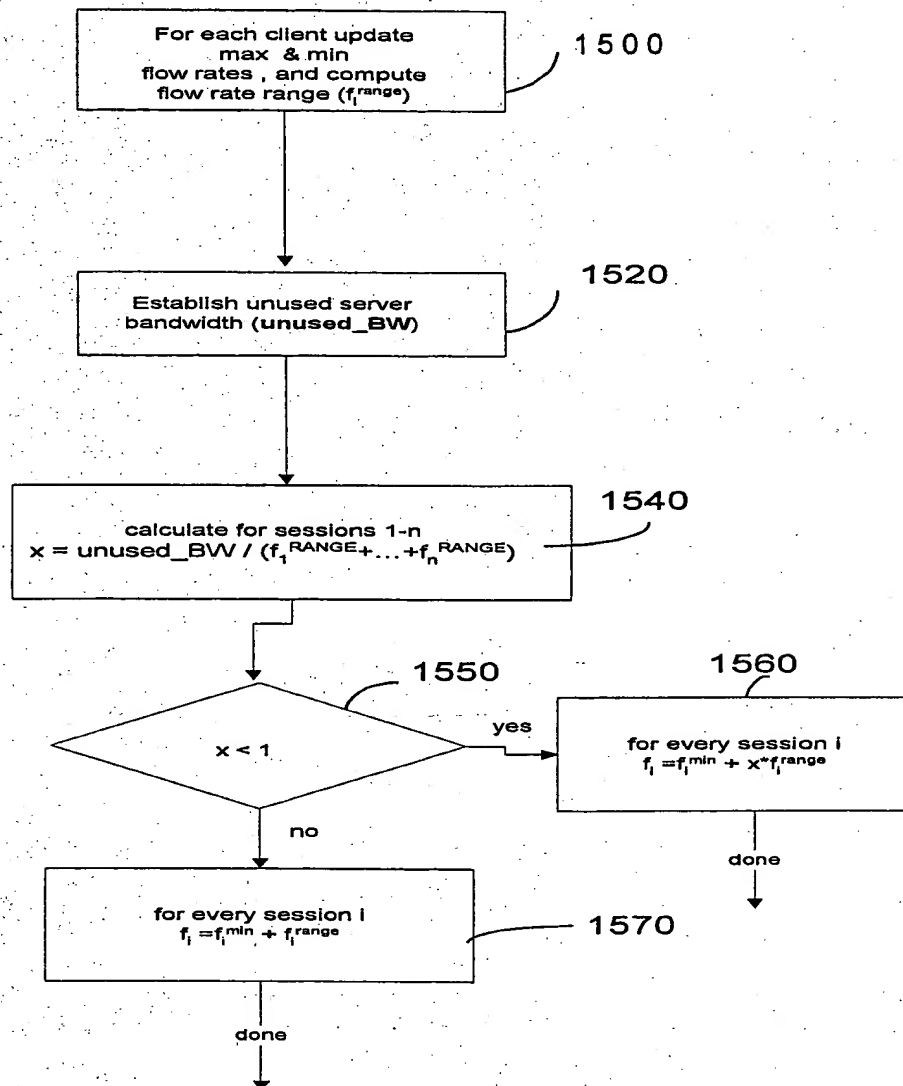 For each client update
max & min
flow rates , and compute
flow rate range (fᵢʳᵃⁿᵍᵉ)
1500
Establish unused server
bandwidth (unused_BW)
1520
calculate for sessions 1-n
x = unused_BW / (f₁ᴿᴬᴺᴳᴱ+...+fₙᴿᴬᴺᴳᴱ)
1540
x < 1
1550
yes
1560
for every session i
fᵢ =fᵢᵐⁱⁿ + x*fᵢʳᵃⁿᵍᵉ
done
no
for every session i
fᵢ =fᵢᵐⁱⁿ + fᵢʳᵃⁿᵍᵉ
1570
done